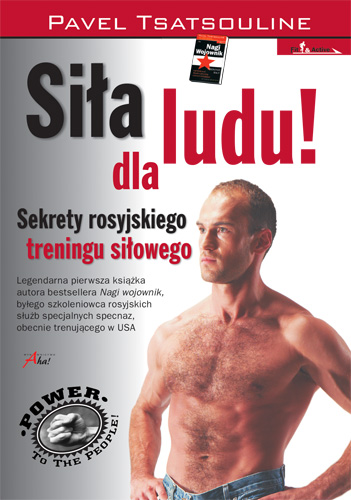 PAVEL TSATSOULINE
Nagi
Wojownik
Siła
dla ludu!
Sekrety rosyjskiego
treningu siłowego
Legendarna pierwsza książka
autora bestsellera Nagi wojownik,
byłego szkoleniowca rosyjskich
służb specjalnych specnaz,
obecnie trenującego w USA
Aha!
POWER
TO THE PEOPLE!